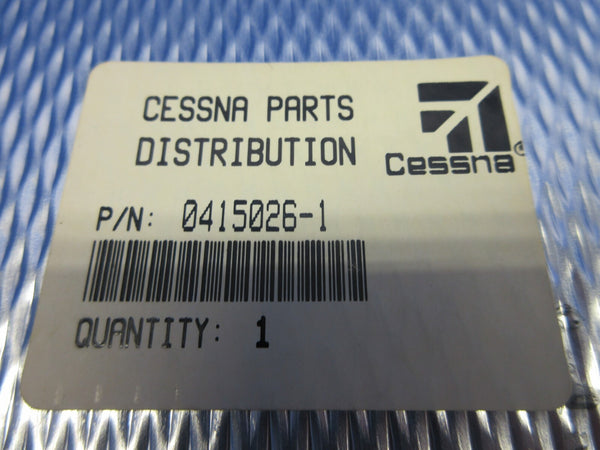 CESSNA PARTS
DISTRIBUTION
Cessna®
P/N: 0415026-1
QUANTITY: 1